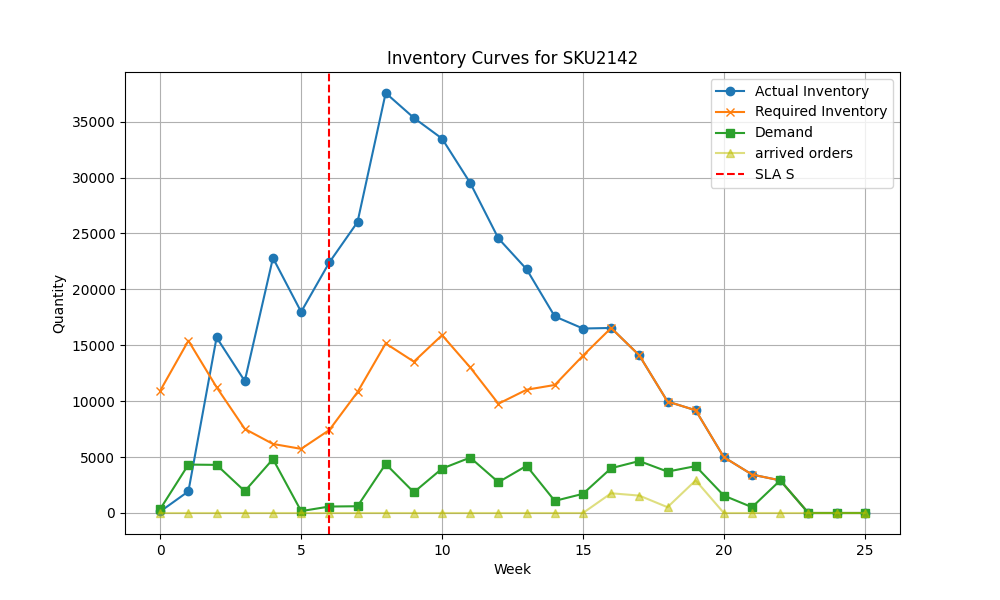 Inventory Curves for SKU2142
Actual Inventory
Required Inventory
Demand
arrived orders
SLA S
Quantity
35000
30000
25000
20000
15000
10000
5000
0
0 5 10 15 20 25
Week